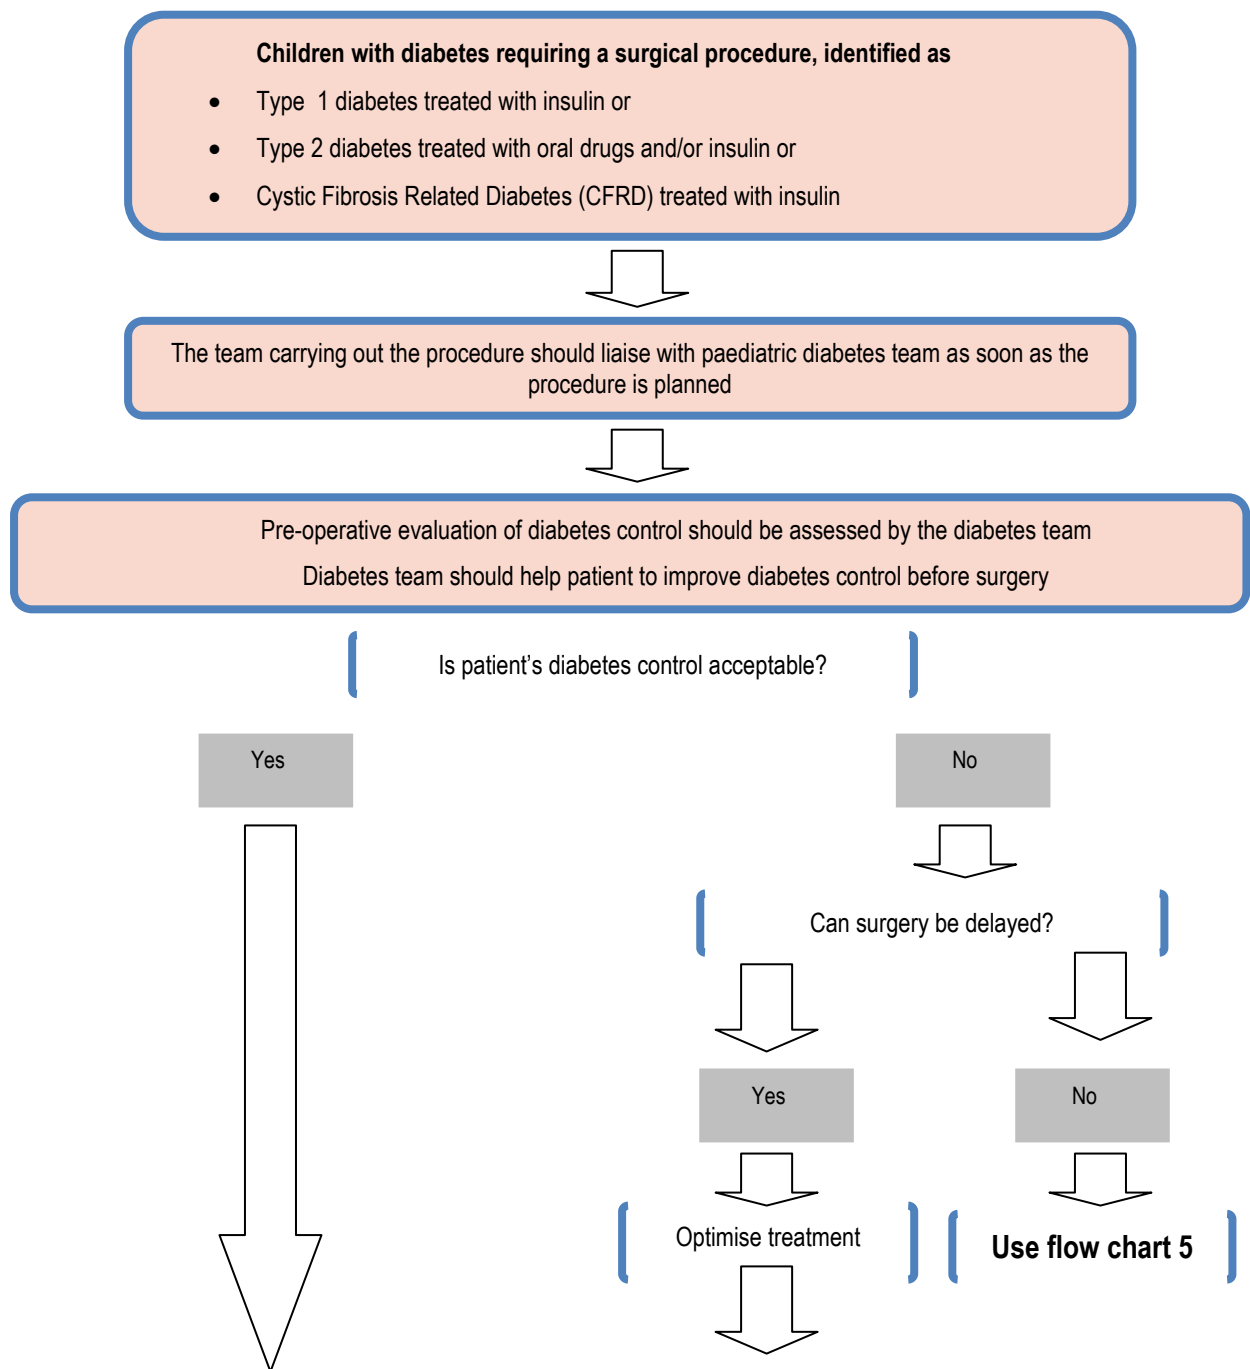 Children with diabetes requiring a surgical procedure, identified as
• Type 1 diabetes treated with insulin or
• Type 2 diabetes treated with oral drugs and/or insulin or
• Cystic Fibrosis Related Diabetes (CFRD) treated with insulin
The team carrying out the procedure should liaise with paediatric diabetes team as soon as the
procedure is planned
Pre-operative evaluation of diabetes control should be assessed by the diabetes team
Diabetes team should help patient to improve diabetes control before surgery
Is patient’s diabetes control acceptable?
Yes
No
Can surgery be delayed?
Yes
No
Optimise treatment
Use flow chart 5